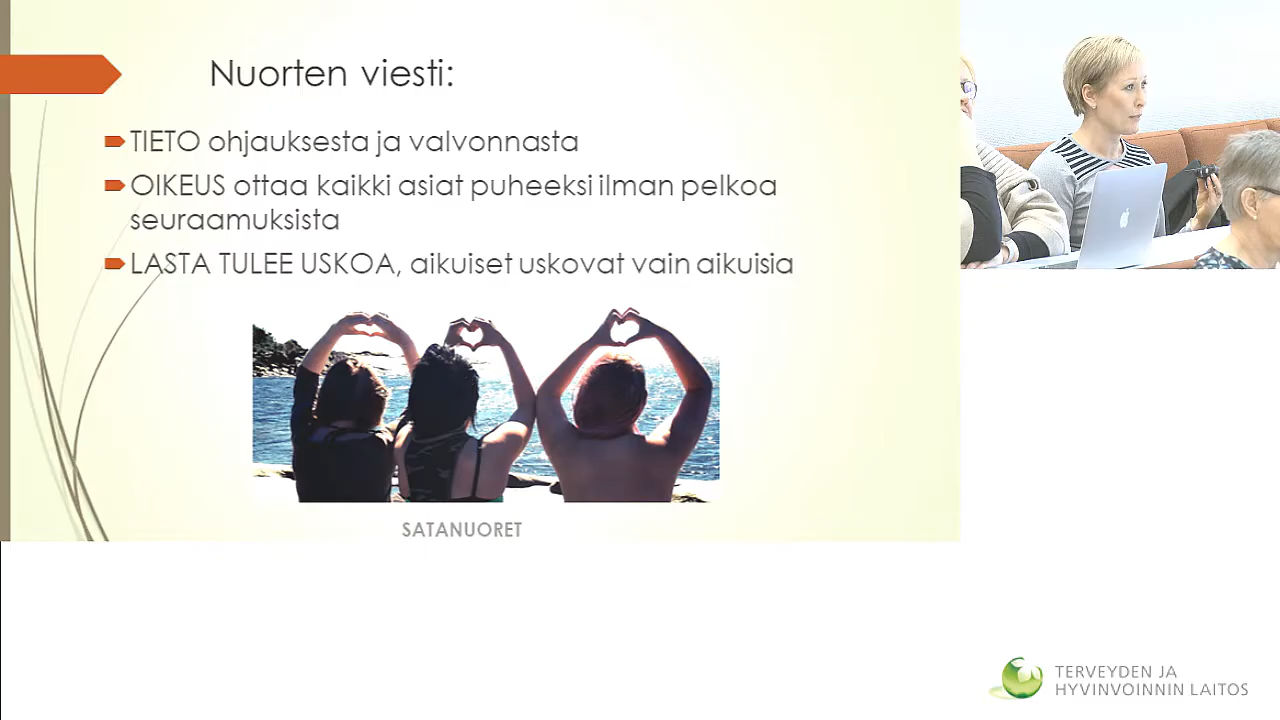 Nuorten viesti:
TIETO ohjauksesta ja valvonnasta
OIKEUS ottaa kaikki asiat puheeksi ilman pelkoa
seuraamuksista
LASTA TULEE USKOA, aikuiset uskovat vain aikuisia
SATANUORET
TERVEYDEN JA
HYVINVOINNIN LAITOS